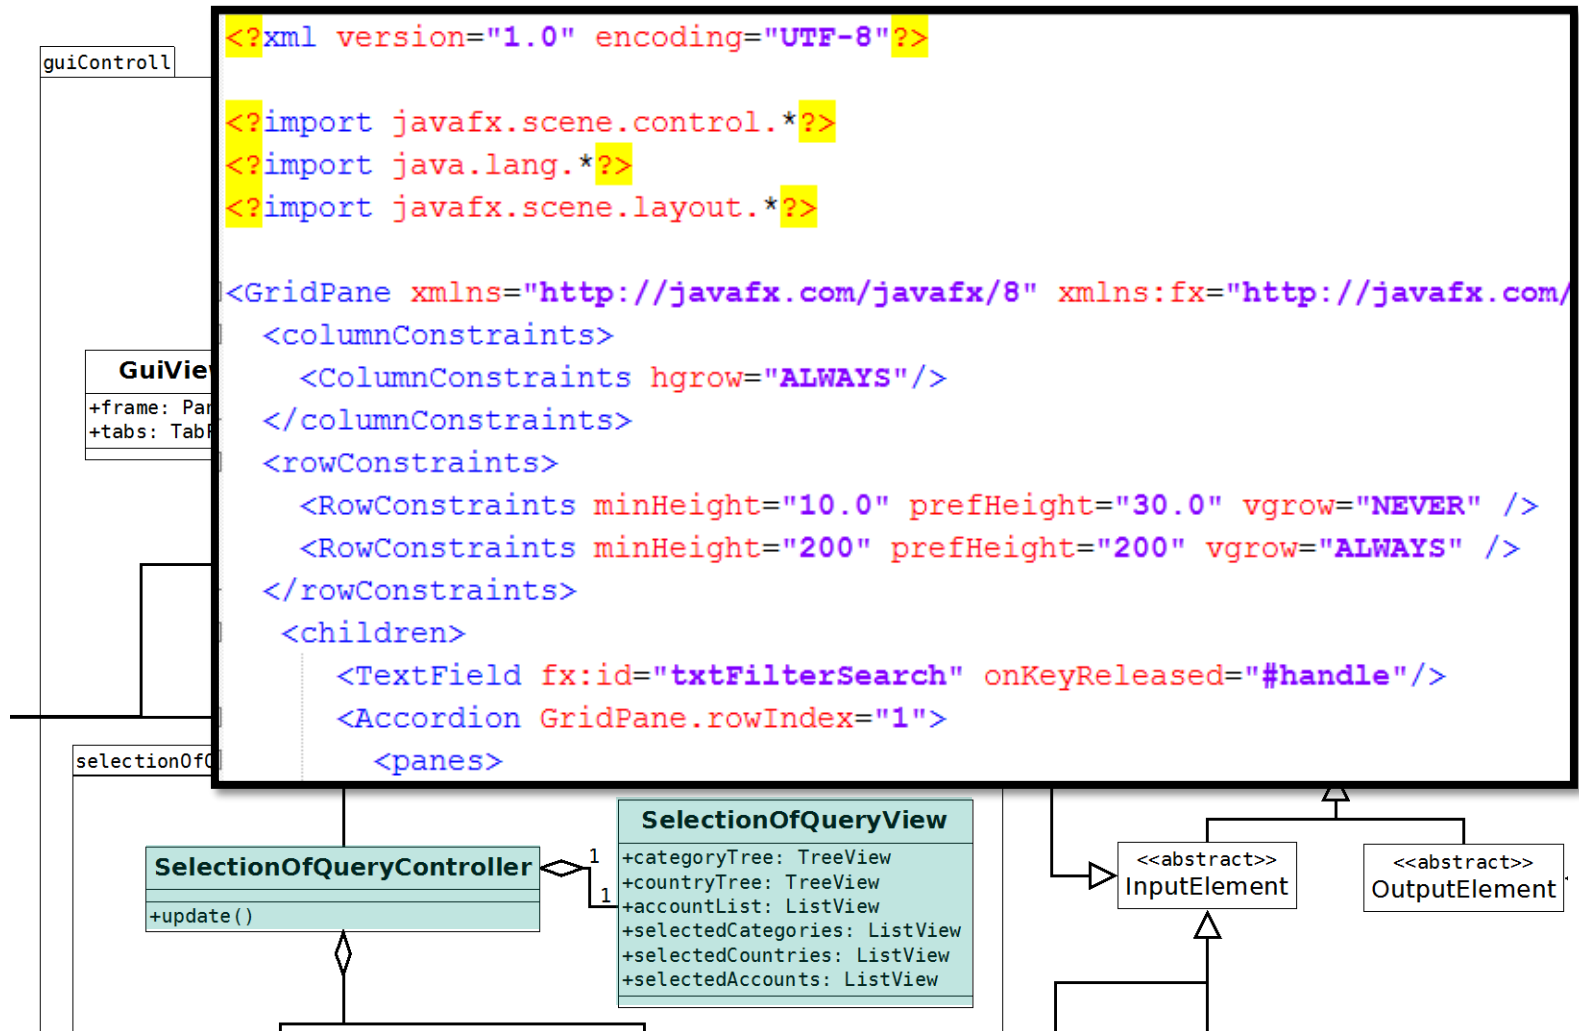 guiControll
<?xml version="1.0" encoding="UTF-8"?>
<?import javafx.scene.control.*?>
<?import java.lang.*?>
<?import javafx.scene.layout.*?>
<GridPane xmlns="http://javafx.com/javafx/8" xmlns:fx="http://javafx.com/
<columnConstraints>
<ColumnConstraints hgrow="ALWAYS"/>
</columnConstraints>
<rowConstraints>
<RowConstraints minHeight="10.0" prefHeight="30.0" vgrow="NEVER" />
<RowConstraints minHeight="200" prefHeight="200" vgrow="ALWAYS" />
</rowConstraints>
<children>
<TextField fx:id="txtFilterSearch" onKeyReleased="#handle"/>
<Accordion GridPane.rowIndex="1">
<panes>
GuiView
+frame: Pan
+tabs: Tab
selectionOfQ
SelectionOfQueryController
+update()
1
1
SelectionOfQueryView
+categoryTree: TreeView
+countryTree: TreeView
+accountList: ListView
+selectedCategories: ListView
+selectedCountries: ListView
+selectedAccounts: ListView
<<abstract>>
InputElement
<<abstract>>
OutputElement